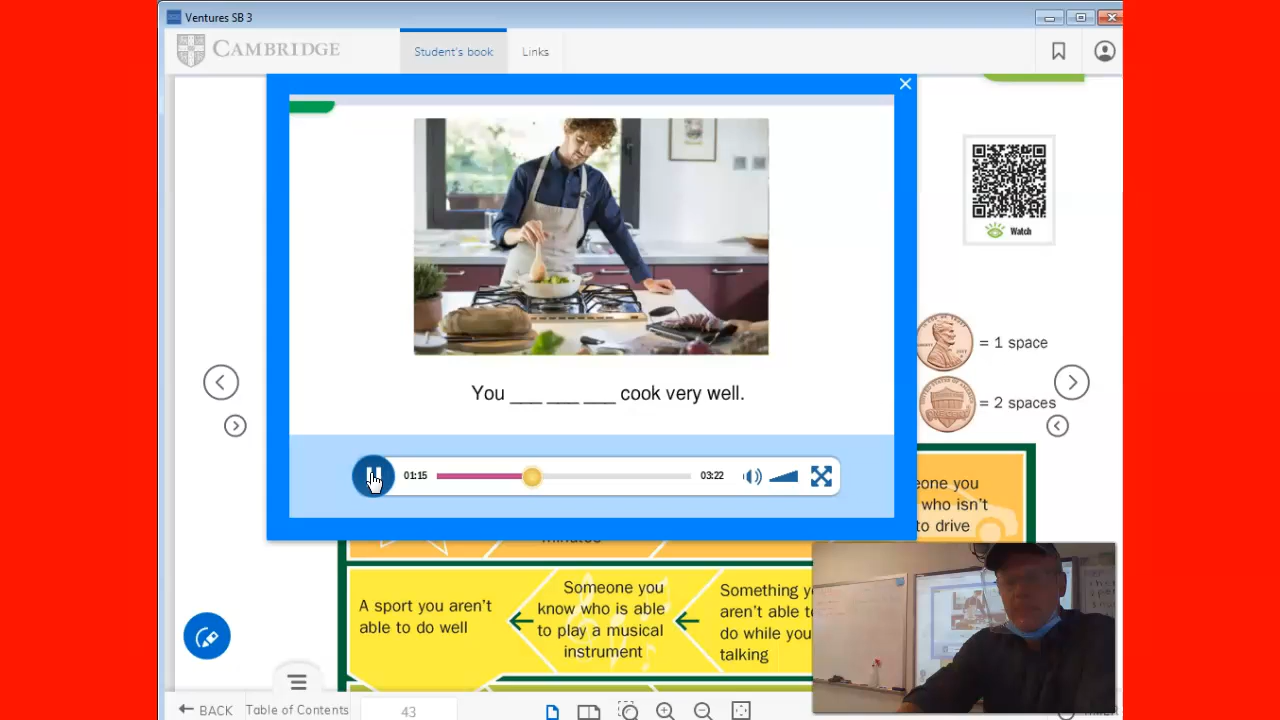 Ventures SB 3
CAMBRIDGE
Student's book
Links
Watch
You ___ ___ ___ cook very well.
= 1 space
= 2 spaces
01:15
03:22
eone you
who isn't
to drive
minutes
A sport you aren't
able to do well
Someone you
know who is able
to play a musical
instrument
Something y
aren't able t
do while you
talking
BACK
Table of Contents
43